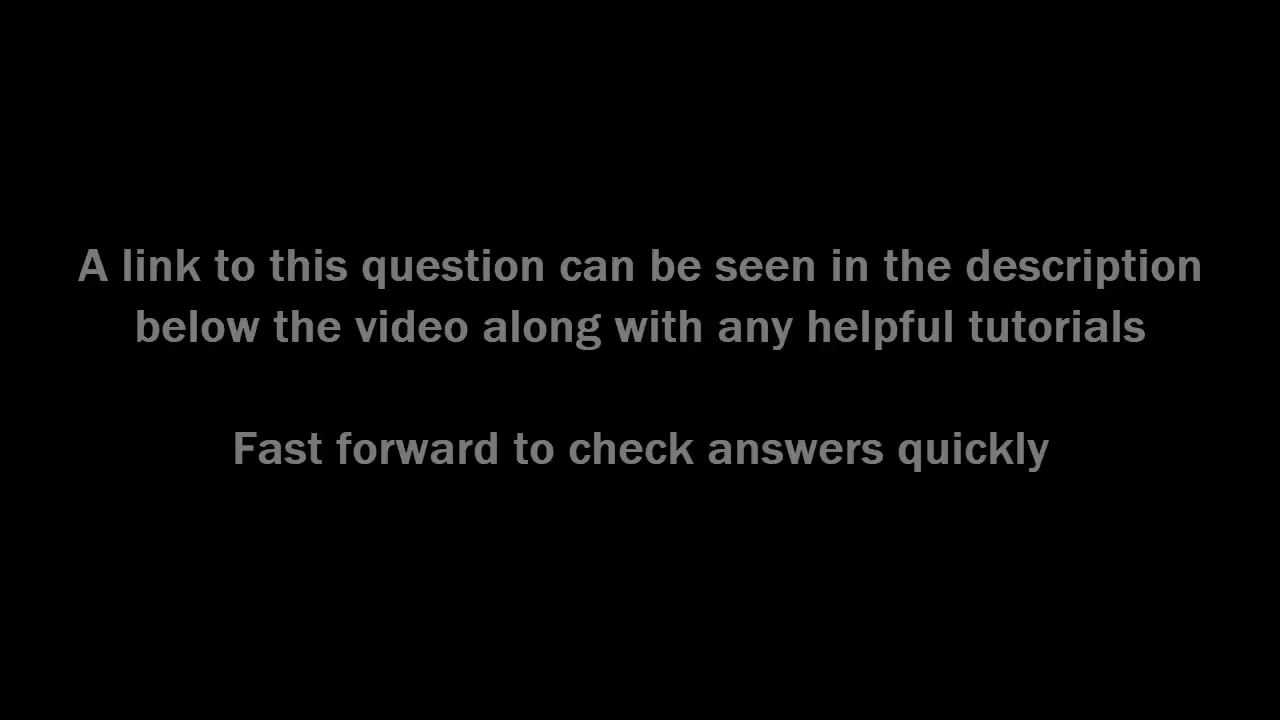 A link to this question can be seen in the description
below the video along with any helpful tutorials
Fast forward to check answers quickly